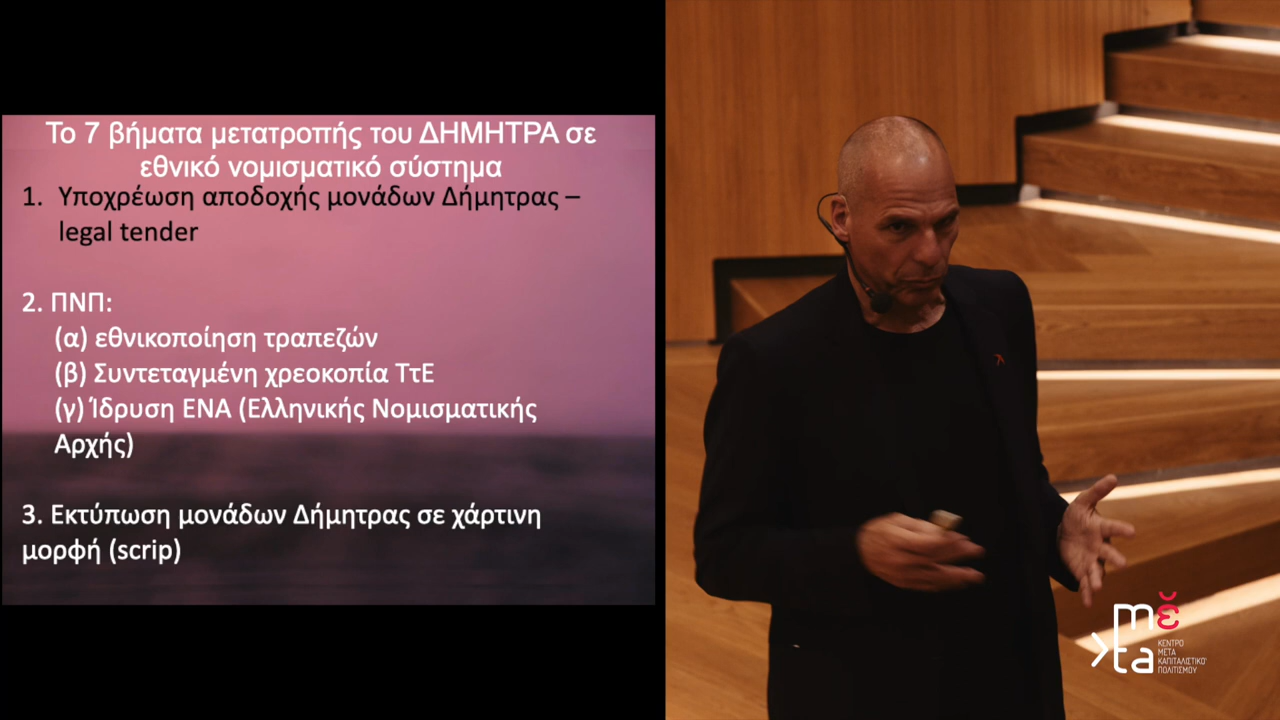 Το 7 βήματα μετατροπής του ΔΗΜΗΤΡΑ σε
εθνικό νομισματικό σύστημα
1. Υποχρέωση αποδοχής μονάδων Δήμητρας –
legal tender
2. ΠΝΠ:
(α) εθνικοποίηση τραπεζών
(β) Συντεταγμένη χρεοκοπία ΤτΕ
(γ) Ίδρυση ΕΝΑ (Ελληνικής Νομισματικής
Αρχής)
3. Εκτύπωση μονάδων Δήμητρας σε χάρτινη
μορφή (scrip)
mέ
ta
ΚΕΝΤΡΟ
ΜΕΤΑ
ΚΑΠΙΤΑΛΙΣΤΙΚΟΥ
ΠΟΛΙΤΙΣΜΟΥ